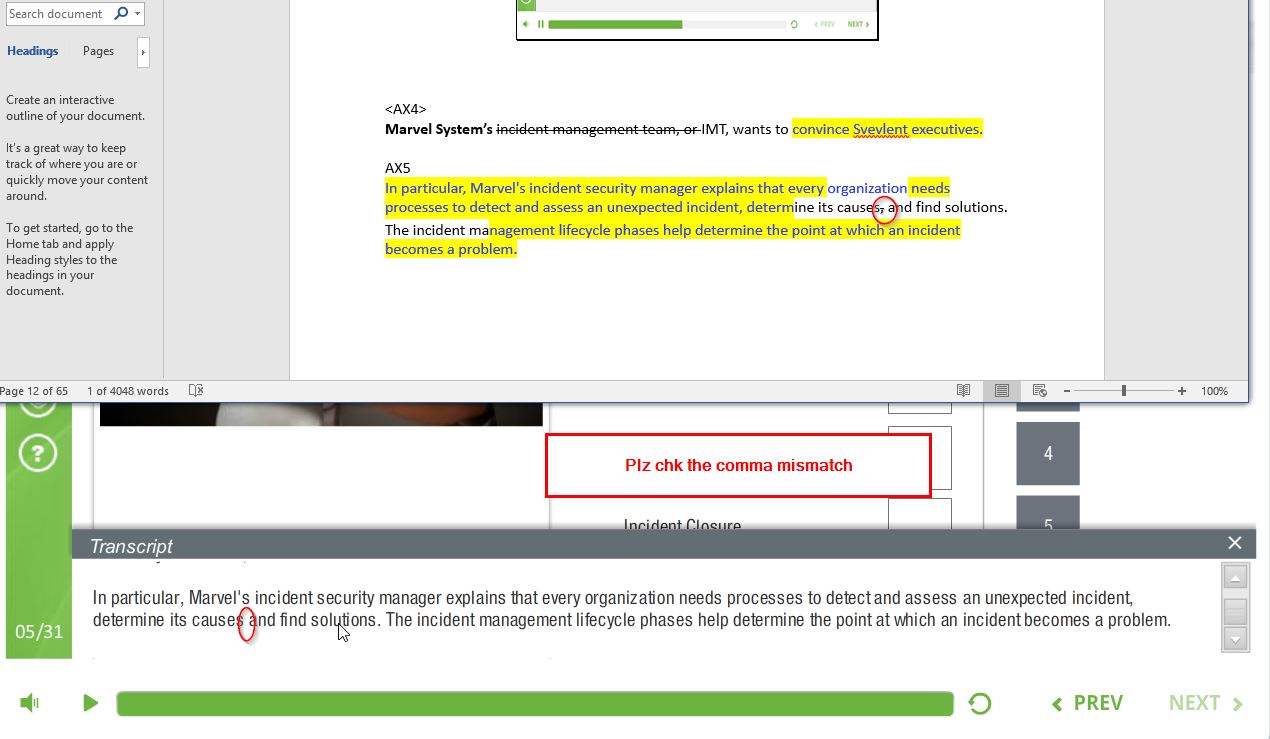 Search document
PREV NEXT
Headings Pages
Create an interactive
outline of your document.
It's a great way to keep
track of where you are or
quickly move your content
around.
To get started, go to the
Home tab and apply
Heading styles to the
headings in your
document.
<AX4>
Marvel System's incident management team, or IMT, wants to convince Svevlent executives.
AX5
In particular, Marvel's incident security manager explains that every organization needs
processes to detect and assess an unexpected incident, determine its causes, and find solutions.
The incident management lifecycle phases help determine the point at which an incident
becomes a problem.
Page 12 of 65 1 of 4048 words 100%
Plz chk the comma mismatch
4
Incident Closure
5
Transcript
In particular, Marvel's incident security manager explains that every organization needs processes to detect and assess an unexpected incident,
determine its causes and find solutions. The incident management lifecycle phases help determine the point at which an incident becomes a problem.
05/31
PREV NEXT